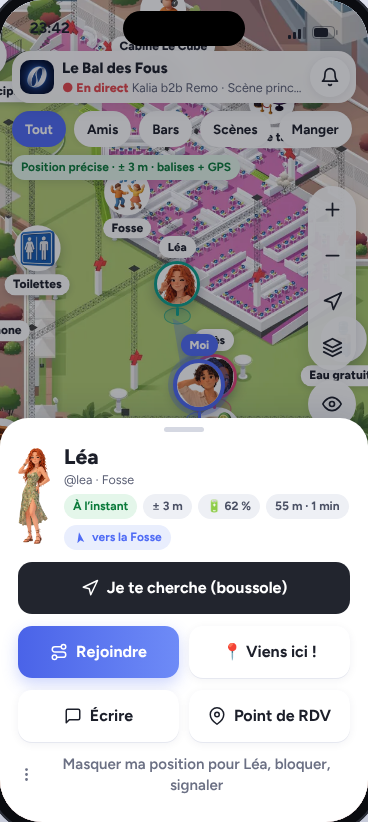 23:42
Cabine Le Cube
Le Bal des Fous
En direct Kalia b2b Remo · Scène princ...
Tout
Amis
Bars
Scènes
Manger
Position précise · ± 3 m · balises + GPS
Fosse
Léa
Toilettes
Moi
Eau gratuit
Léa
@lea · Fosse
À l'instant
± 3 m
62 %
55 m · 1 min
vers la Fosse
Je te cherche (boussole)
Rejoindre
Viens ici !
Écrire
Point de RDV
Masquer ma position pour Léa, bloquer,
signaler